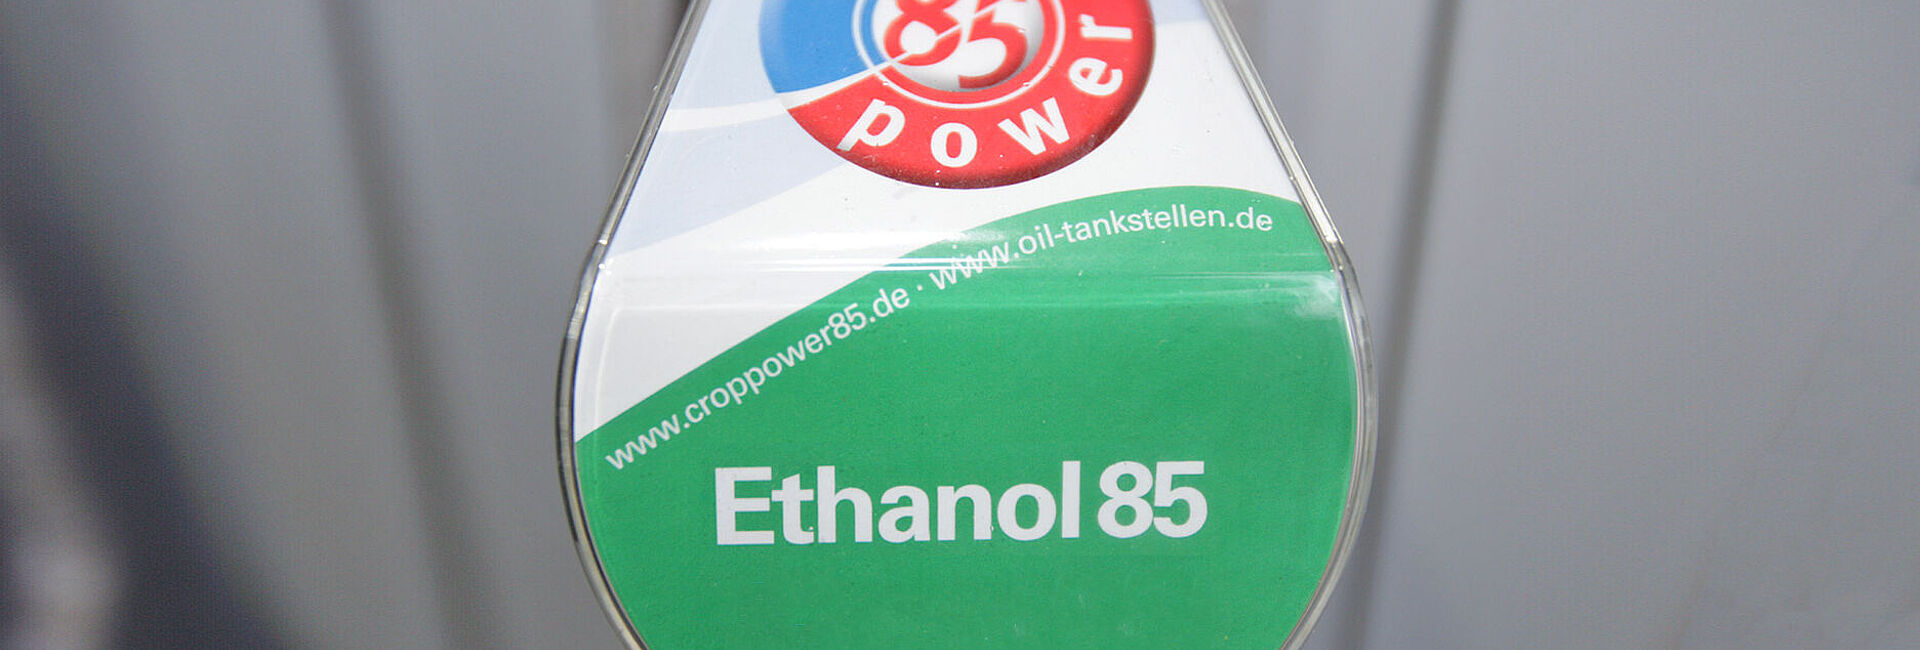 85
power
www.croppower85.de · www.oil-tankstellen.de
Ethanol 85